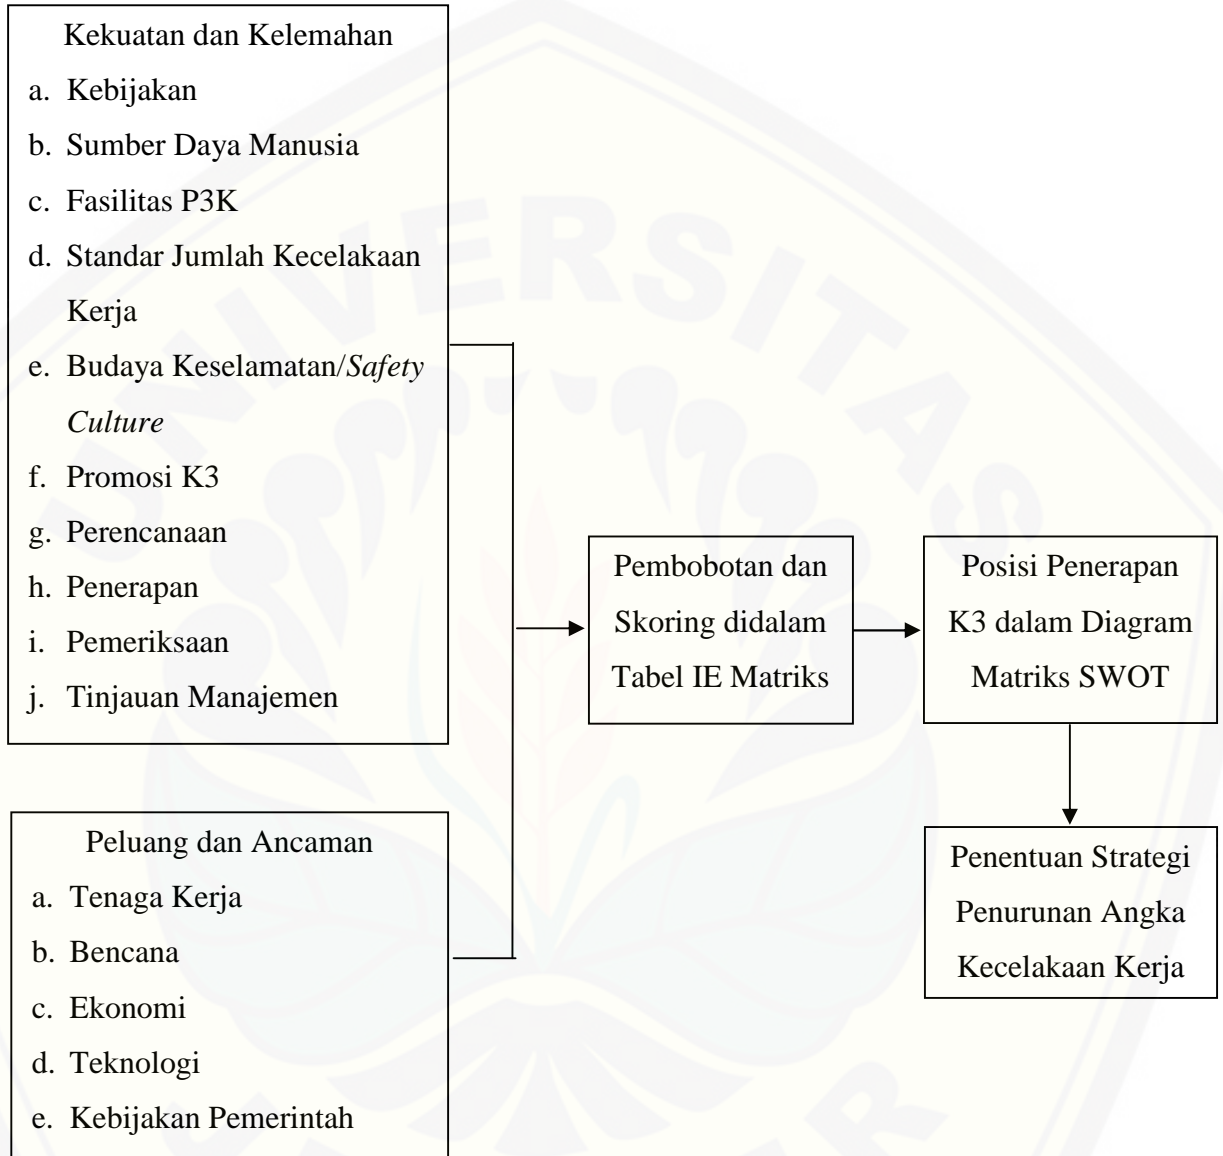 Kekuatan dan Kelemahan
a. Kebijakan
b. Sumber Daya Manusia
c. Fasilitas P3K
d. Standar Jumlah Kecelakaan
Kerja
e. Budaya Keselamatan/Safety
Culture
f. Promosi K3
g. Perencanaan
h. Penerapan
i. Pemeriksaan
j. Tinjauan Manajemen
Peluang dan Ancaman
a. Tenaga Kerja
b. Bencana
c. Ekonomi
d. Teknologi
e. Kebijakan Pemerintah
Pembobotan dan
Skoring didalam
Tabel IE Matriks
Posisi Penerapan
K3 dalam Diagram
Matriks SWOT
Penentuan Strategi
Penurunan Angka
Kecelakaan Kerja
UNIVERSITAS